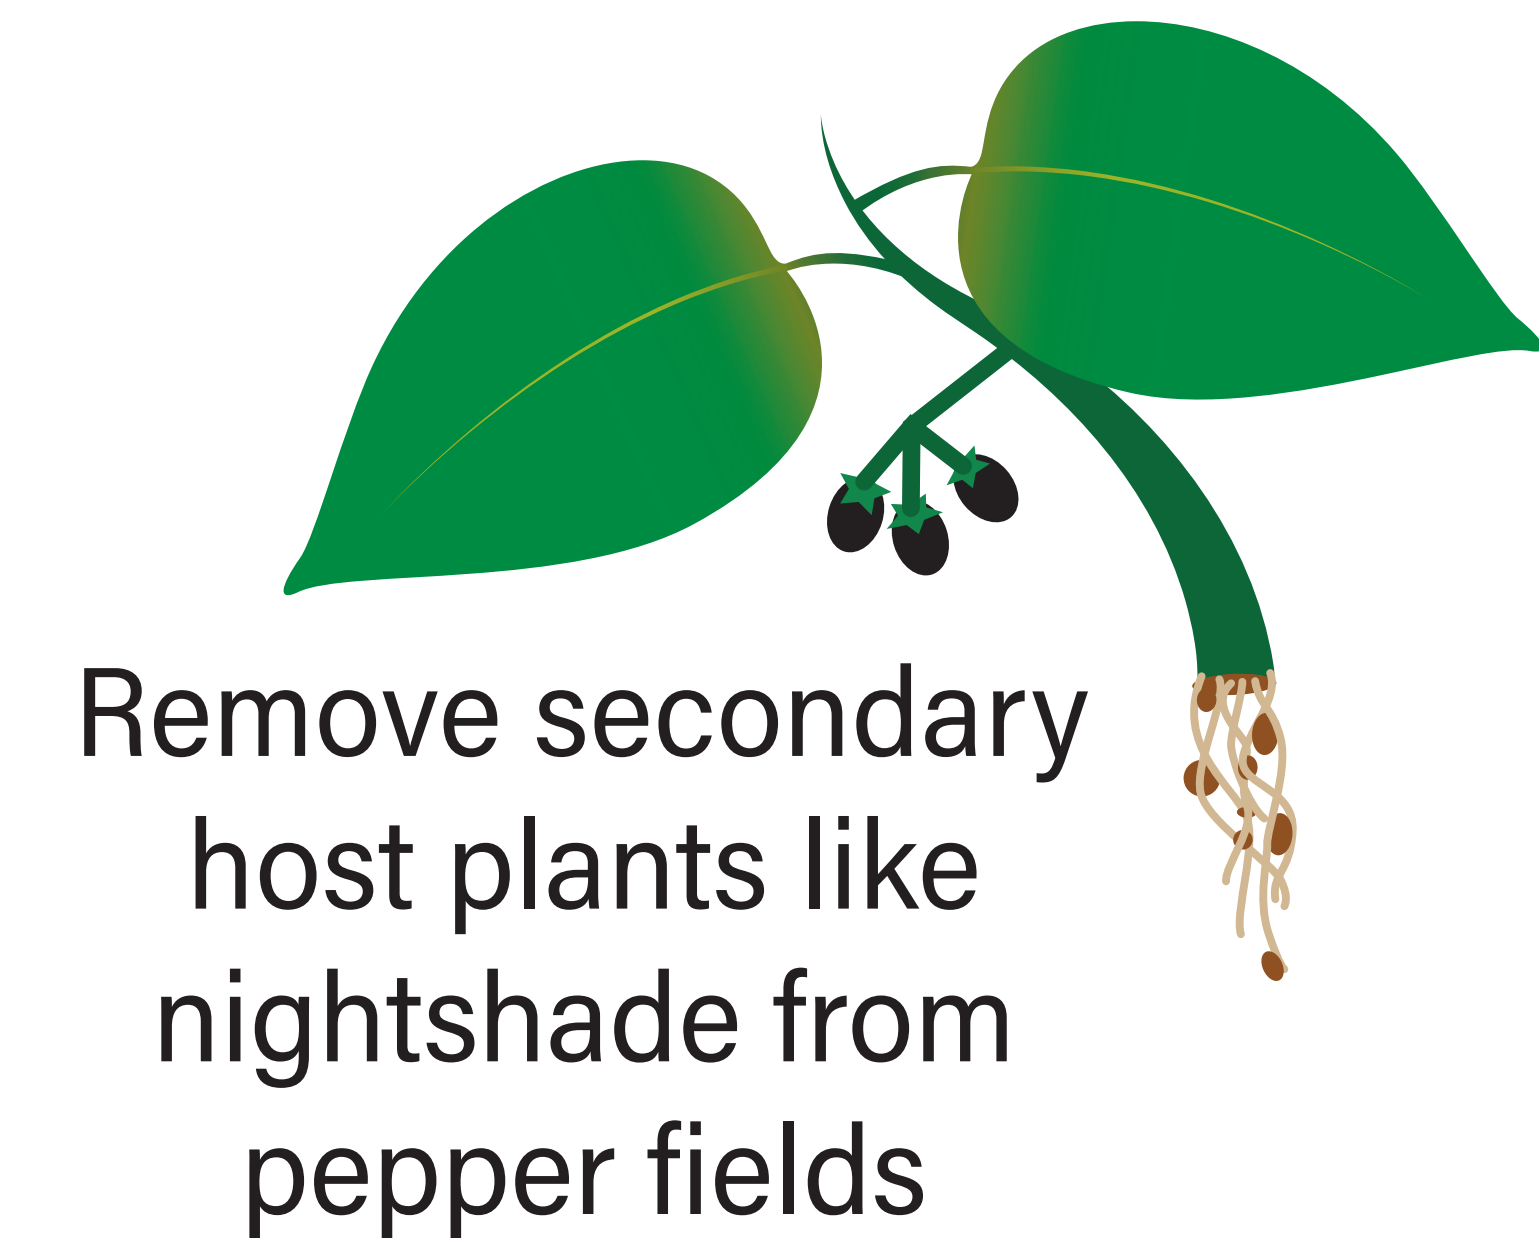 Remove secondary
host plants like
nightshade from
pepper fields